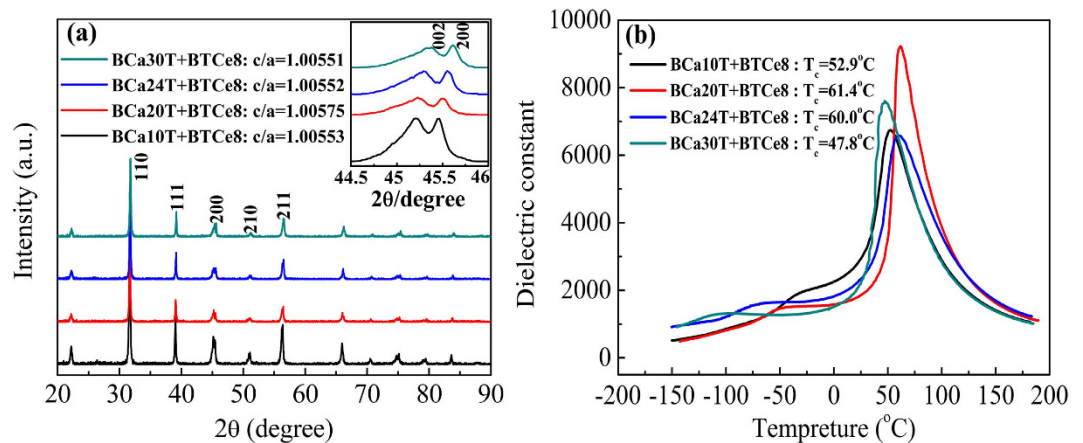 (a)
BCa30T+BTCe8: c/a=1.00551
BCa24T+BTCe8: c/a=1.00552
BCa20T+BTCe8: c/a=1.00575
BCa10T+BTCe8: c/a=1.00553
002
200
44.5 45 45.5 46
2θ/degree
110
111
200
210
211
Intensity (a.u.)
20 30 40 50 60 70 80 90
2θ (degree)
(b)
BCa10T+BTCe8 : Tc=52.9°C
BCa20T+BTCe8 : Tc=61.4°C
BCa24T+BTCe8 : Tc=60.0°C
BCa30T+BTCe8 : Tc=47.8°C
10000
8000
6000
4000
2000
0
Dielectric constant
-200 -150 -100 -50 0 50 100 150 200
Tempreture (°C)